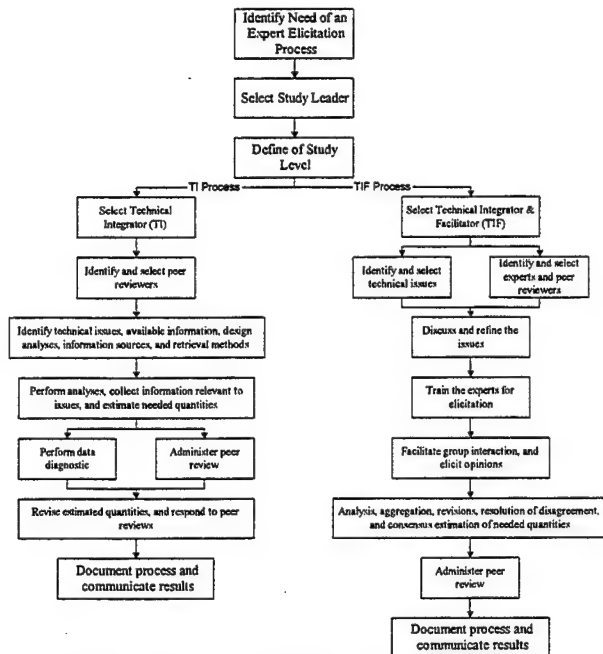 Identify Need of an
Expert Elicitation
Process
Select Study Leader
Define of Study
Level
TI Process
TIF Process
Select Technical
Integrator (TI)
Identify and select peer
reviewers
Identify technical issues, available information, design
analyses, information sources, and retrieval methods
Perform analyses, collect information relevant to
issues, and estimate needed quantities
Perform data
diagnostic
Administer peer
review
Revise estimated quantities, and respond to peer
reviews
Document process and
communicate results
Select Technical Integrator &
Facilitator (TIF)
Identify and select
technical issues
Identify and select
experts and peer
reviewers
Discuss and refine the
issues
Train the experts for
elicitation
Facilitate group interaction, and
elicit opinions
Analysis, aggregation, revisions, resolution of disagreement,
and consensus estimation of needed quantities
Administer peer
review
Document process and
communicate results